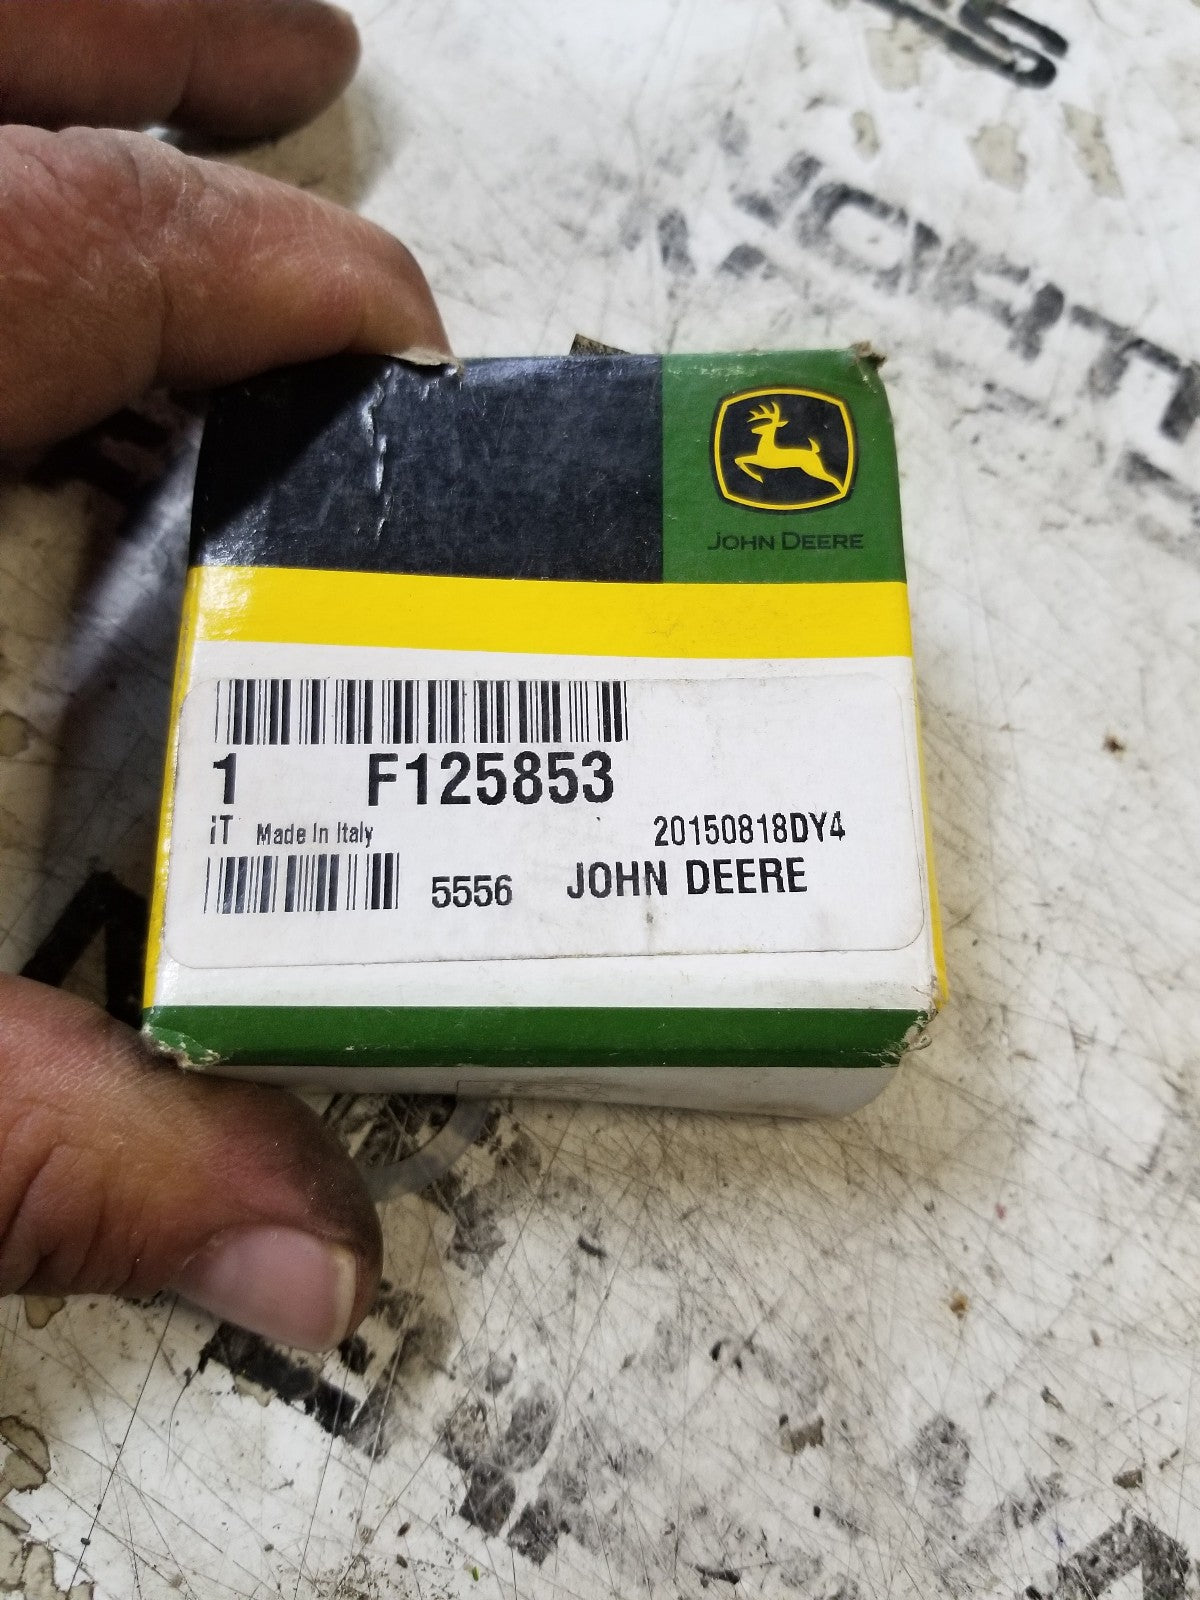 JOHN DEERE
1 F125853
iT Made In Italy
20150818DY4
5556 JOHN DEERE